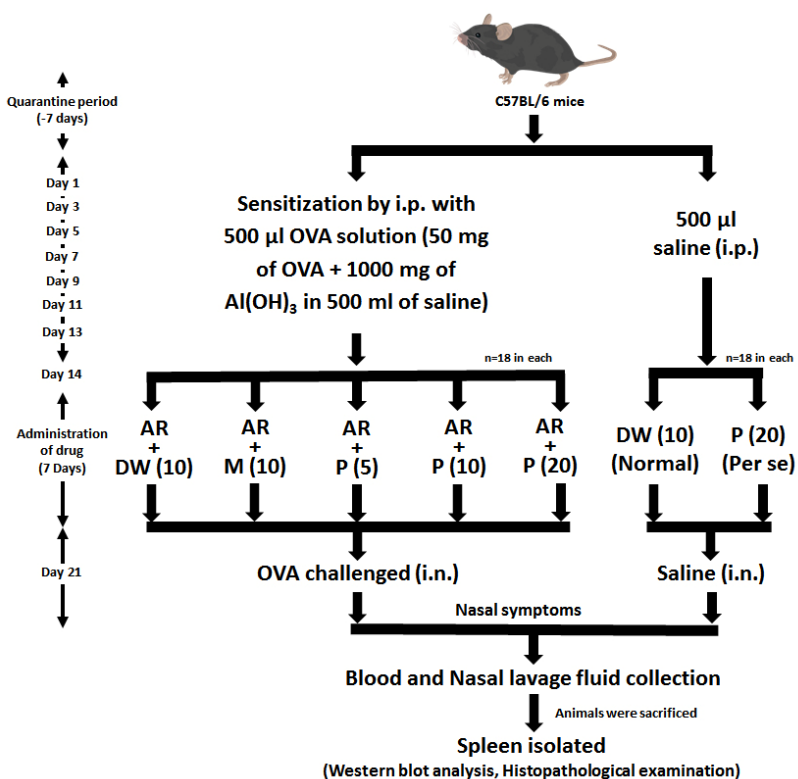 C57BL/6 mice
Quarantine period
(-7 days)
Day 1
Day 3
Day 5
Day 7
Day 9
Day 11
Day 13
Day 14
Administration
of drug
(7 Days)
Day 21
Sensitization by i.p. with
500 µl OVA solution (50 mg
of OVA + 1000 mg of
Al(OH)₃ in 500 ml of saline)
500 µl
saline (i.p.)
n=18 in each
n=18 in each
AR
+
DW (10)
AR
+
M (10)
AR
+
P (5)
AR
+
P (10)
AR
+
P (20)
DW (10)
(Normal)
P (20)
(Per se)
OVA challenged (i.n.)
Saline (i.n.)
Nasal symptoms
Blood and Nasal lavage fluid collection
Animals were sacrificed
Spleen isolated
(Western blot analysis, Histopathological examination)